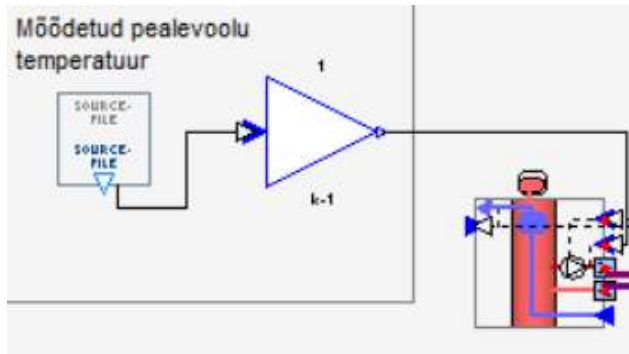 Mõõdetud pealevoolu
temperatuur
1
SOURCE-
FILE
SOURCE-
FILE
k-1